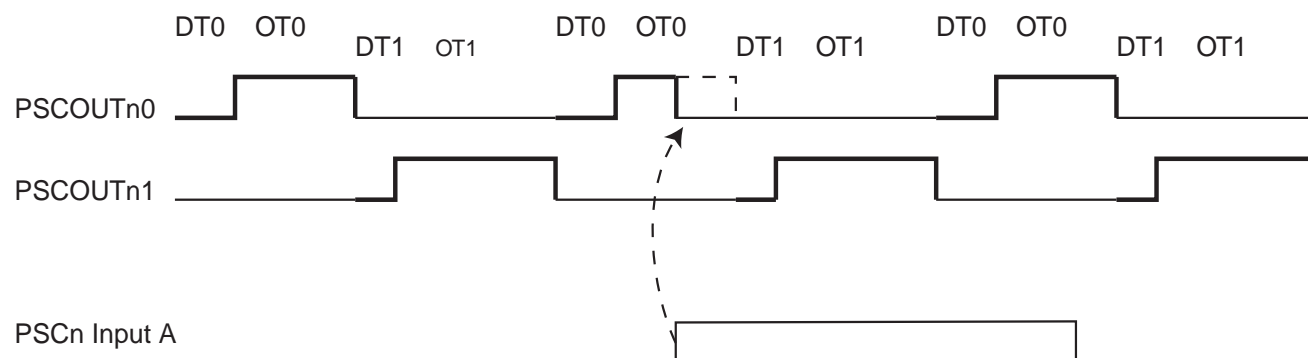 DT0 OT0 DT0 OT0 DT0 OT0
DT1 OT1 DT1 OT1 DT1 OT1
PSCOUTn0
PSCOUTn1
PSCn Input A